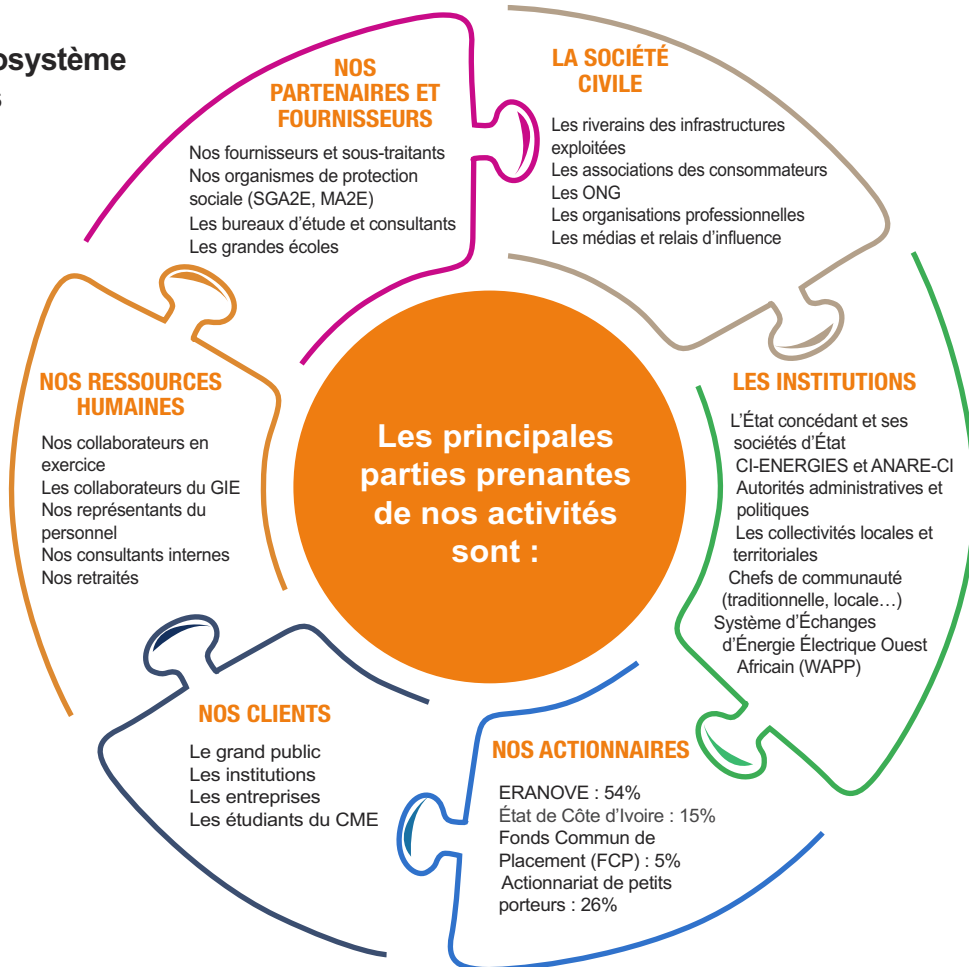 osystème
s
NOS
PARTENAIRES ET
FOURNISSEURS
Nos fournisseurs et sous-traitants
Nos organismes de protection
sociale (SGA2E, MA2E)
Les bureaux d'étude et consultants
Les grandes écoles
LA SOCIÉTÉ
CIVILE
Les riverains des infrastructures
exploitées
Les associations des consommateurs
Les ONG
Les organisations professionnelles
Les médias et relais d'influence
NOS RESSOURCES
HUMAINES
Nos collaborateurs en
exercice
Les collaborateurs du GIE
Nos représentants du
personnel
Nos consultants internes
Nos retraités
Les principales
parties prenantes
de nos activités
sont :
LES INSTITUTIONS
L'État concédant et ses
sociétés d'État
CI-ENERGIES et ANARE-CI
Autorités administratives et
politiques
Les collectivités locales et
territoriales
Chefs de communauté
(traditionnelle, locale…)
Système d'Échanges
d'Énergie Électrique Ouest
Africain (WAPP)
NOS CLIENTS
Le grand public
Les institutions
Les entreprises
Les étudiants du CME
NOS ACTIONNAIRES
ERANOVE : 54%
État de Côte d'Ivoire : 15%
Fonds Commun de
Placement (FCP) : 5%
Actionnariat de petits
porteurs : 26%